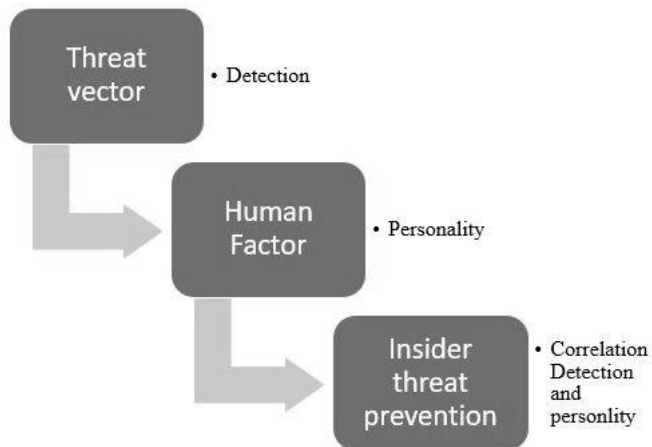 Threat
vector
• Detection
Human
Factor
• Personality
Insider
threat
prevention
• Correlation
Detection
and
personlity